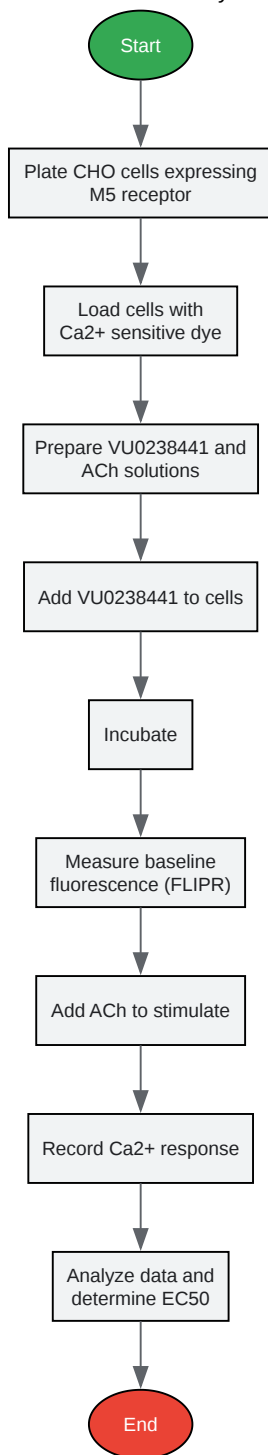 Start
Plate CHO cells expressing
M5 receptor
Load cells with
Ca2+ sensitive dye
Prepare VU0238441 and
ACh solutions
Add VU0238441 to cells
Incubate
Measure baseline
fluorescence (FLIPR)
Add ACh to stimulate
Record Ca2+ response
Analyze data and
determine EC50
End